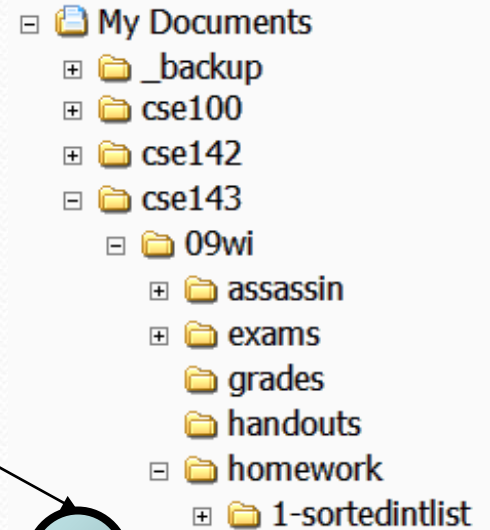 My Documents
_backup
cse100
cse142
cse143
09wi
assassin
exams
grades
handouts
homework
1-sortedintlist